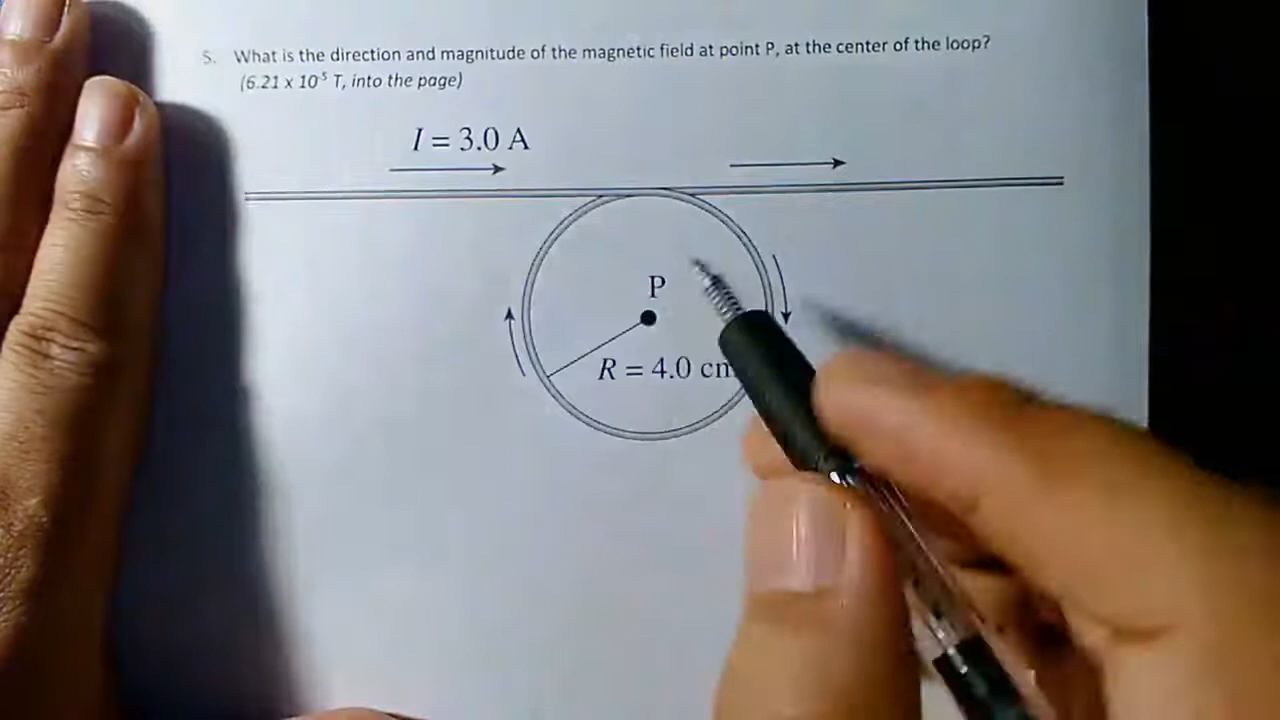 5. What is the direction and magnitude of the magnetic field at point P, at the center of the loop?
(6.21 x 10⁻⁵ T, into the page)
I = 3.0 A
P
R = 4.0 cm